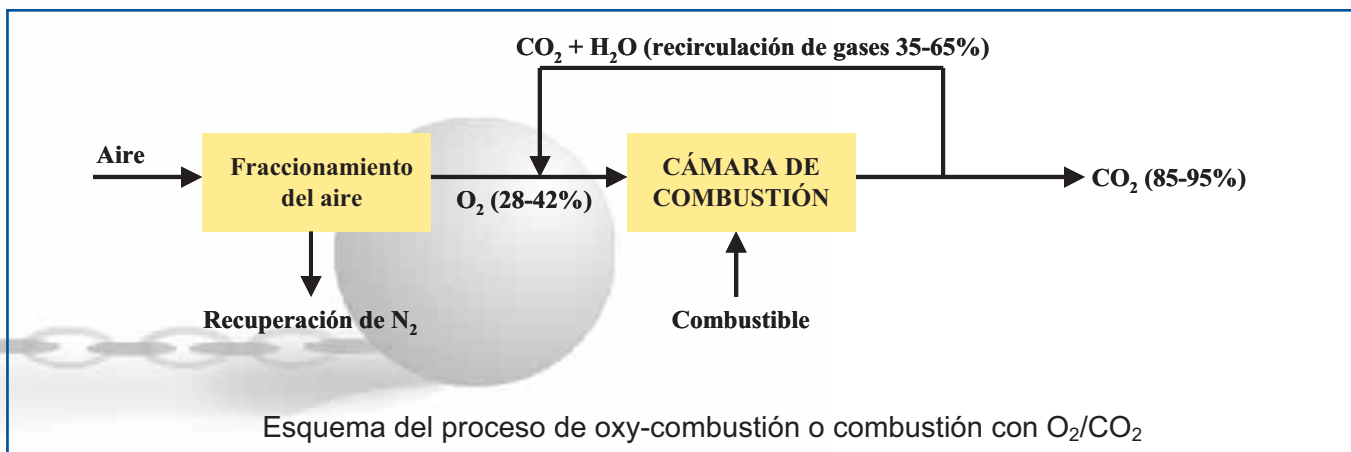 CO₂ + H₂O (recirculación de gases 35-65%)
Aire
Fraccionamiento
del aire
O₂ (28-42%)
CÁMARA DE
COMBUSTIÓN
CO₂ (85-95%)
Recuperación de N₂
Combustible
Esquema del proceso de oxy-combustión o combustión con O₂/CO₂